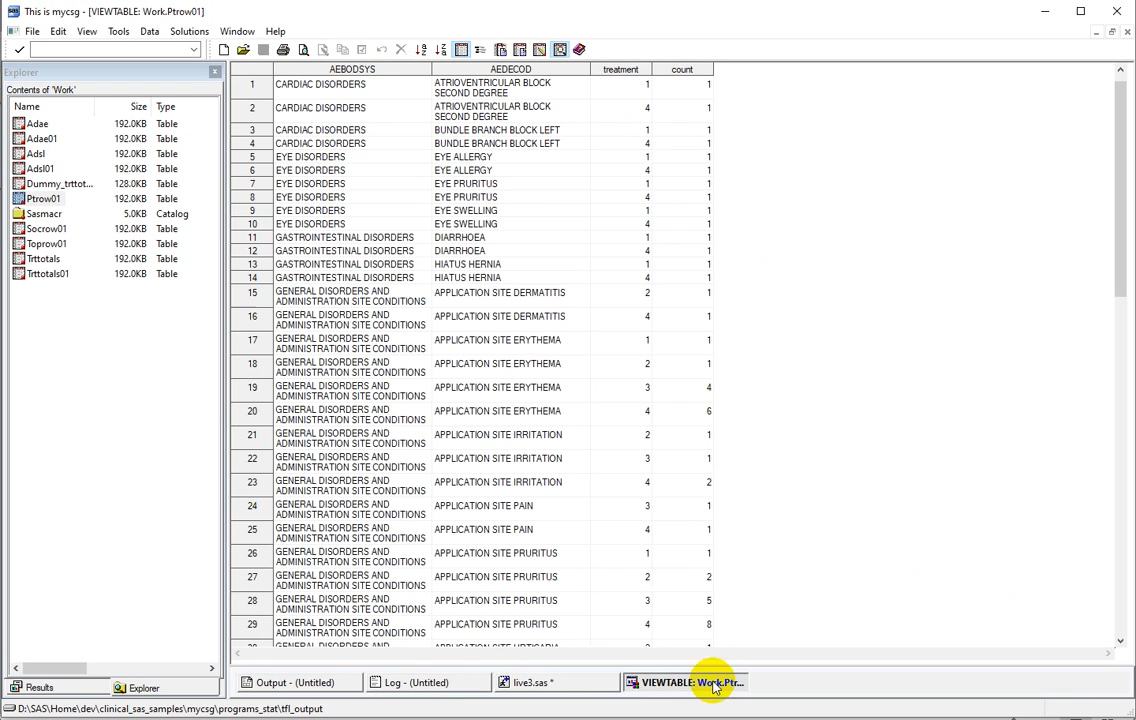 This is mycsg - [VIEWTABLE: Work.Ptrow01]
File Edit View Tools Data Solutions Window Help
Explorer
Contents of 'Work'
Name Size Type
Adae 192.0KB Table
Adae01 192.0KB Table
Adsl 192.0KB Table
Adsl01 192.0KB Table
Dummy_trttot... 128.0KB Table
Ptrow01 192.0KB Table
Sasmacr 5.0KB Catalog
Socrow01 192.0KB Table
Toprow01 192.0KB Table
Trttotals 192.0KB Table
Trttotals01 192.0KB Table
Results Explorer
AEBODSYS AEDECOD treatment count
1 CARDIAC DISORDERS ATRIOVENTRICULAR BLOCK 1 1
SECOND DEGREE
2 CARDIAC DISORDERS ATRIOVENTRICULAR BLOCK 4 1
SECOND DEGREE
3 CARDIAC DISORDERS BUNDLE BRANCH BLOCK LEFT 1 1
4 CARDIAC DISORDERS BUNDLE BRANCH BLOCK LEFT 4 1
5 EYE DISORDERS EYE ALLERGY 1 1
6 EYE DISORDERS EYE ALLERGY 4 1
7 EYE DISORDERS EYE PRURITUS 1 1
8 EYE DISORDERS EYE PRURITUS 4 1
9 EYE DISORDERS EYE SWELLING 1 1
10 EYE DISORDERS EYE SWELLING 4 1
11 GASTROINTESTINAL DISORDERS DIARRHOEA 1 1
12 GASTROINTESTINAL DISORDERS DIARRHOEA 4 1
13 GASTROINTESTINAL DISORDERS HIATUS HERNIA 1 1
14 GASTROINTESTINAL DISORDERS HIATUS HERNIA 4 1
15 GENERAL DISORDERS AND APPLICATION SITE DERMATITIS 2 1
ADMINISTRATION SITE CONDITIONS
16 GENERAL DISORDERS AND APPLICATION SITE DERMATITIS 4 1
ADMINISTRATION SITE CONDITIONS
17 GENERAL DISORDERS AND APPLICATION SITE ERYTHEMA 1 1
ADMINISTRATION SITE CONDITIONS
18 GENERAL DISORDERS AND APPLICATION SITE ERYTHEMA 2 1
ADMINISTRATION SITE CONDITIONS
19 GENERAL DISORDERS AND APPLICATION SITE ERYTHEMA 3 4
ADMINISTRATION SITE CONDITIONS
20 GENERAL DISORDERS AND APPLICATION SITE ERYTHEMA 4 6
ADMINISTRATION SITE CONDITIONS
21 GENERAL DISORDERS AND APPLICATION SITE IRRITATION 2 1
ADMINISTRATION SITE CONDITIONS
22 GENERAL DISORDERS AND APPLICATION SITE IRRITATION 3 1
ADMINISTRATION SITE CONDITIONS
23 GENERAL DISORDERS AND APPLICATION SITE IRRITATION 4 2
ADMINISTRATION SITE CONDITIONS
24 GENERAL DISORDERS AND APPLICATION SITE PAIN 3 1
ADMINISTRATION SITE CONDITIONS
25 GENERAL DISORDERS AND APPLICATION SITE PAIN 4 1
ADMINISTRATION SITE CONDITIONS
26 GENERAL DISORDERS AND APPLICATION SITE PRURITUS 1 1
ADMINISTRATION SITE CONDITIONS
27 GENERAL DISORDERS AND APPLICATION SITE PRURITUS 2 2
ADMINISTRATION SITE CONDITIONS
28 GENERAL DISORDERS AND APPLICATION SITE PRURITUS 3 5
ADMINISTRATION SITE CONDITIONS
29 GENERAL DISORDERS AND APPLICATION SITE PRURITUS 4 8
ADMINISTRATION SITE CONDITIONS
Output - (Untitled) Log - (Untitled) live3.sas * VIEWTABLE: Work.Ptr...
D:\SAS\Home\dev\clinical_sas_samples\mycsg\programs_stat\tfl_output